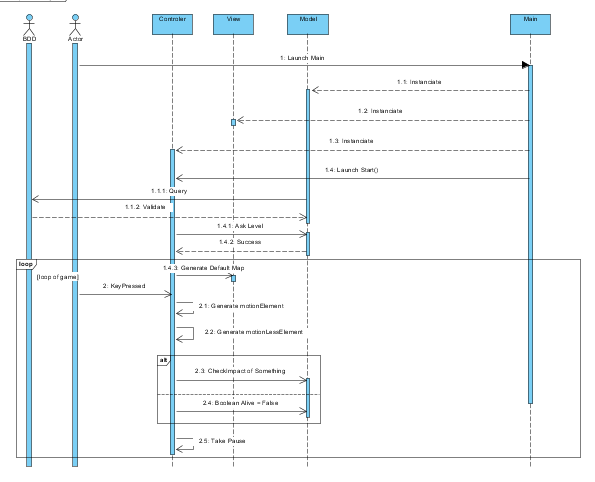 Controler
View
Model
Main
BDD
Actor
1: Launch Main
1.1: Instanciate
1.2: Instanciate
1.3: Instanciate
1.4: Launch Start()
1.1.1: Query
1.1.2: Validate
1.4.1: Ask Level
1.4.2: Success
loop
1.4.3: Generate Default Map
[loop of game]
2: KeyPressed
2.1: Generate motionElement
2.2: Generate motionLessElement
alt
2.3: CheckImpact of Something
2.4: Boolean Alive = False
2.5: Take Pause